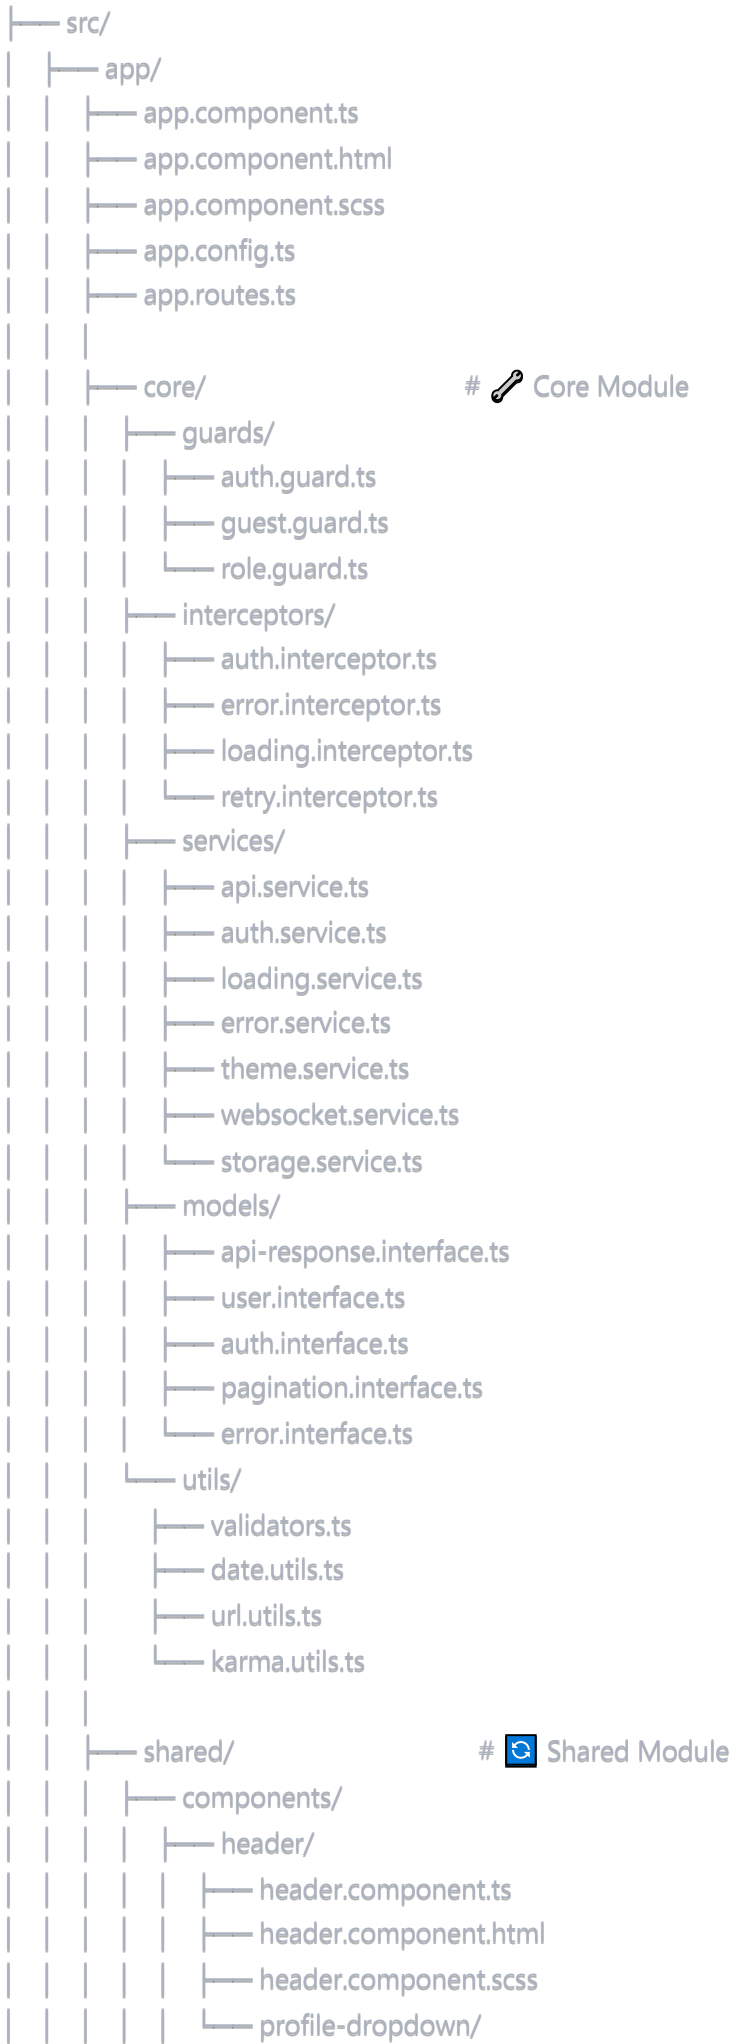 ├── src/
│   ├── app/
│   │   ├── app.component.ts
│   │   ├── app.component.html
│   │   ├── app.component.scss
│   │   ├── app.config.ts
│   │   ├── app.routes.ts
│   │   │
│   │   ├── core/                           # 🔧 Core Module
│   │   │   ├── guards/
│   │   │   │   ├── auth.guard.ts
│   │   │   │   ├── guest.guard.ts
│   │   │   │   └── role.guard.ts
│   │   │   ├── interceptors/
│   │   │   │   ├── auth.interceptor.ts
│   │   │   │   ├── error.interceptor.ts
│   │   │   │   ├── loading.interceptor.ts
│   │   │   │   └── retry.interceptor.ts
│   │   │   ├── services/
│   │   │   │   ├── api.service.ts
│   │   │   │   ├── auth.service.ts
│   │   │   │   ├── loading.service.ts
│   │   │   │   ├── error.service.ts
│   │   │   │   ├── theme.service.ts
│   │   │   │   ├── websocket.service.ts
│   │   │   │   └── storage.service.ts
│   │   │   ├── models/
│   │   │   │   ├── api-response.interface.ts
│   │   │   │   ├── user.interface.ts
│   │   │   │   ├── auth.interface.ts
│   │   │   │   ├── pagination.interface.ts
│   │   │   │   └── error.interface.ts
│   │   │   └── utils/
│   │   │       ├── validators.ts
│   │   │       ├── date.utils.ts
│   │   │       ├── url.utils.ts
│   │   │       └── karma.utils.ts
│   │   │
│   │   ├── shared/                         # 🔄 Shared Module
│   │   │   ├── components/
│   │   │   │   ├── header/
│   │   │   │   │   ├── header.component.ts
│   │   │   │   │   ├── header.component.html
│   │   │   │   │   ├── header.component.scss
│   │   │   │   │   └── profile-dropdown/